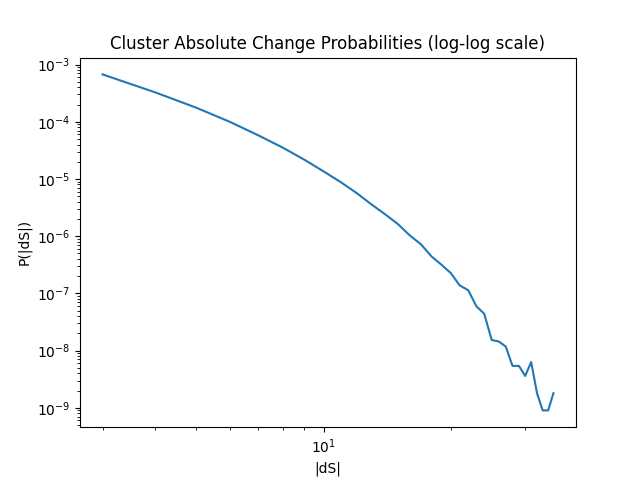 Cluster Absolute Change Probabilities (log-log scale)
10⁻³
10⁻⁴
10⁻⁵
10⁻⁶
10⁻⁷
10⁻⁸
10⁻⁹
P(|dS|)
10¹
|dS|